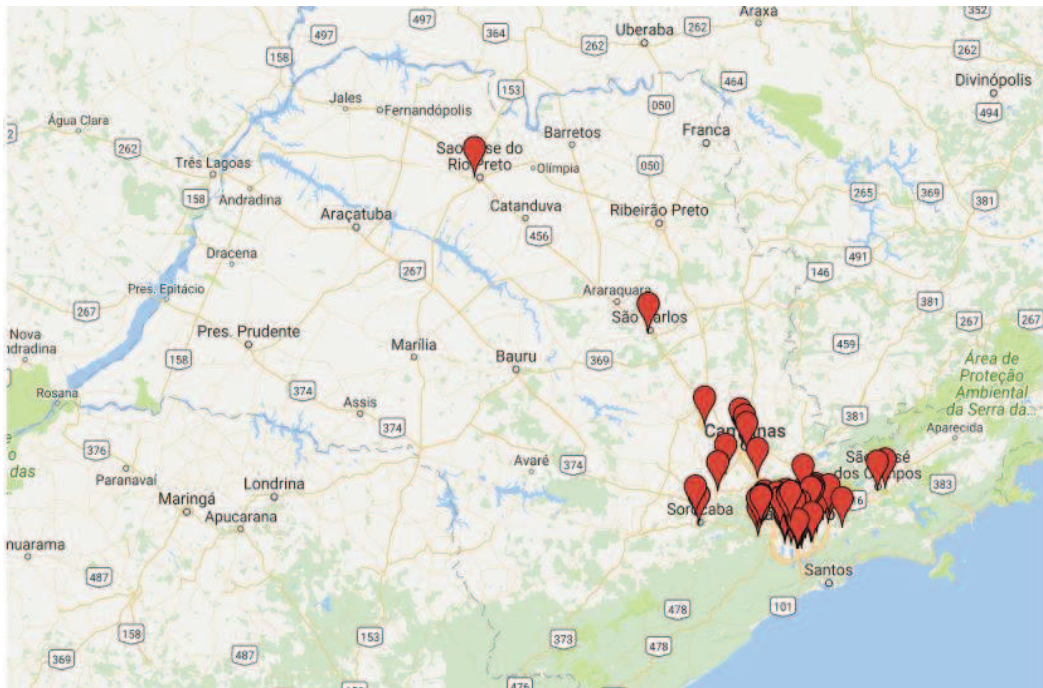 497
Araxá
352
497
364
Uberaba
262
158
262
262
464
Divinópolis
153
Jales
Fernandópolis
050
494
Água Clara
Barretos
Franca
262
Três Lagoas
Rio Preto
Olímpia
050
265
369
158
Andradina
381
Catanduva
Ribeirão Preto
Araçatuba
456
491
Dracena
267
146
Pres. Epitácio
Araraquara
381
267
267
267
Nova
Pres. Prudente
459
158
Marília
369
Área de
Bauru
Proteção
Ambiental
Rosana
374
da Serra da...
Assis
381
374
Aparecida
376
das
Paranavaí
Avaré
374
Londrina
383
Maringá
Apucarana
487
Santos
101
478
158
153
373
369
487
478
476